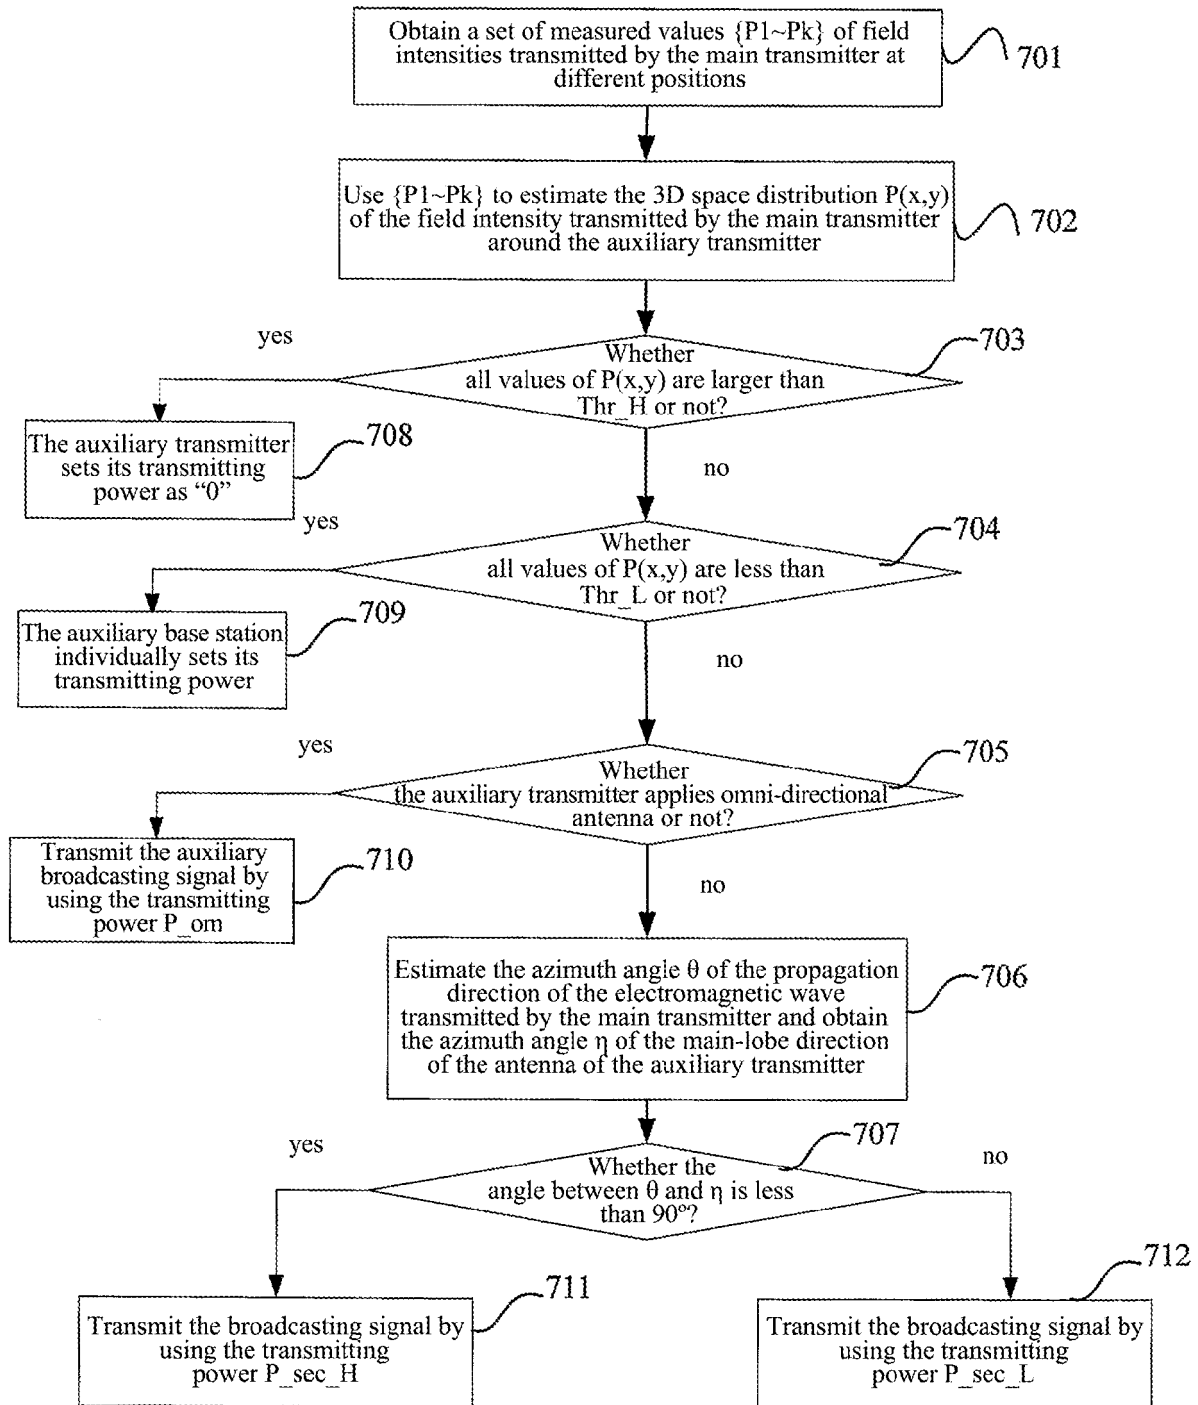 Obtain a set of measured values {P1~Pk} of field
intensities transmitted by the main transmitter at
different positions
701
Use {P1~Pk} to estimate the 3D space distribution P(x,y)
of the field intensity transmitted by the main transmitter
around the auxiliary transmitter
702
yes
Whether
all values of P(x,y) are larger than
Thr_H or not?
703
The auxiliary transmitter
sets its transmitting
power as “0”
708
no
yes
Whether
all values of P(x,y) are less than
Thr_L or not?
704
The auxiliary base station
individually sets its
transmitting power
709
no
yes
Whether
the auxiliary transmitter applies omni-directional
antenna or not?
705
Transmit the auxiliary
broadcasting signal by
using the transmitting
power P_om
710
no
Estimate the azimuth angle θ of the propagation
direction of the electromagnetic wave
transmitted by the main transmitter and obtain
the azimuth angle η of the main-lobe direction
of the antenna of the auxiliary transmitter
706
yes
Whether the
angle between θ and η is less
than 90°?
707
no
Transmit the broadcasting signal by
using the transmitting
power P_sec_H
711
Transmit the broadcasting signal by
using the transmitting
power P_sec_L
712